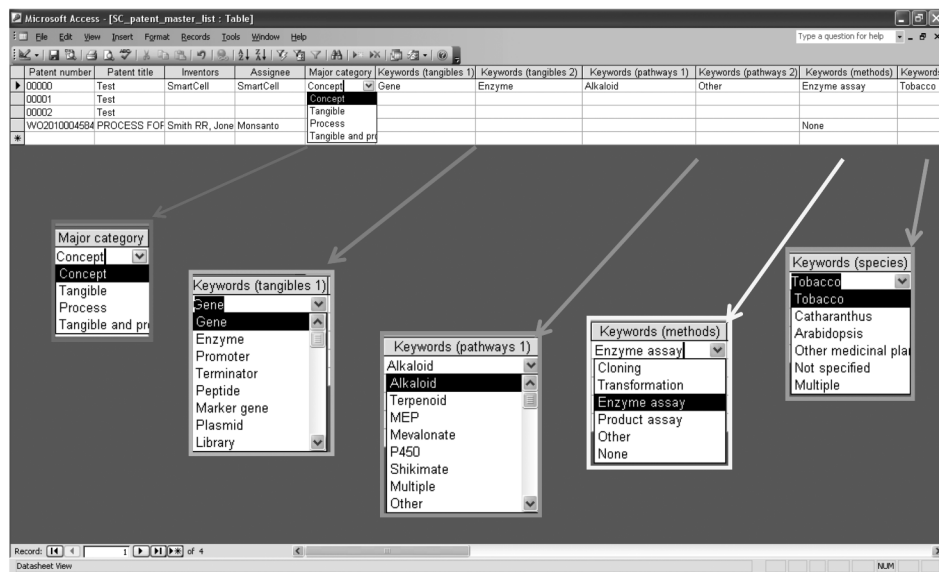 Microsoft Access - [SC_patent_master_list : Table]
File Edit View Insert Format Records Tools Window Help Type a question for help
Patent number Patent title Inventors Assignee Major category Keywords (tangibles 1) Keywords (tangibles 2) Keywords (pathways 1) Keywords (pathways 2) Keywords (methods) Keywords
00000 Test SmartCell SmartCell Concept Gene Enzyme Alkaloid Other Enzyme assay Tobacco
00001 Test Concept
00002 Test Tangible
WO2010004584 PROCESS FOF Smith RR, Jone Monsanto Process None
Tangible and pro
Major category
Concept
Concept
Tangible
Process
Tangible and pro
Keywords (tangibles 1)
Gene
Gene
Enzyme
Promoter
Terminator
Peptide
Marker gene
Plasmid
Library
Keywords (pathways 1)
Alkaloid
Alkaloid
Terpenoid
MEP
Mevalonate
P450
Shikimate
Multiple
Other
Keywords (methods)
Enzyme assay
Cloning
Transformation
Enzyme assay
Product assay
Other
None
Keywords (species)
Tobacco
Tobacco
Catharanthus
Arabidopsis
Other medicinal plan
Not specified
Multiple
Record: 1 of 4
Datasheet View NUM